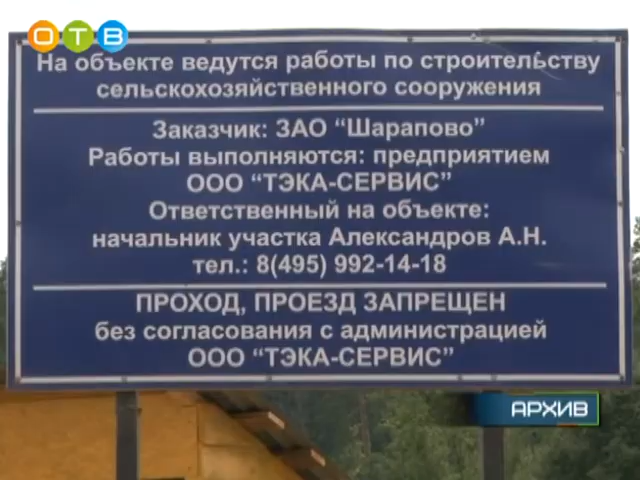 ОТВ
На объекте ведутся работы по строительству
сельскохозяйственного сооружения
Заказчик: ЗАО “Шарапово”
Работы выполняются: предприятием
ООО “ТЭКА-СЕРВИС”
Ответственный на объекте:
начальник участка Александров А.Н.
тел.: 8(495) 992-14-18
ПРОХОД, ПРОЕЗД ЗАПРЕЩЕН
без согласования с администрацией
ООО “ТЭКА-СЕРВИС”
АРХИВ